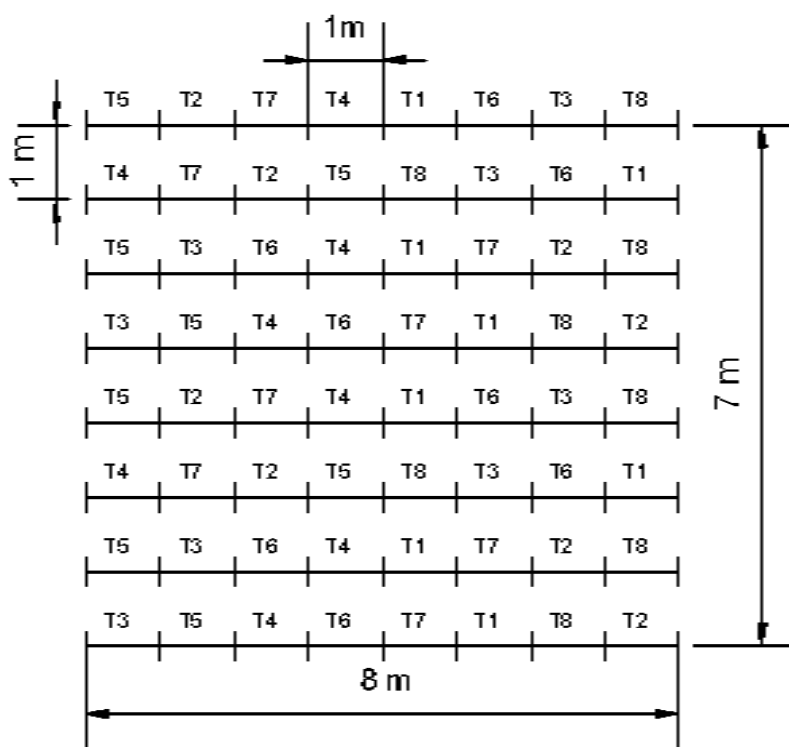 1m
T5 T2 T7 T4 T1 T6 T3 T8
1 m
T4 T7 T2 T5 T8 T3 T6 T1
T5 T3 T6 T4 T1 T7 T2 T8
T3 T5 T4 T6 T7 T1 T8 T2
7 m
T5 T2 T7 T4 T1 T6 T3 T8
T4 T7 T2 T5 T8 T3 T6 T1
T5 T3 T6 T4 T1 T7 T2 T8
T3 T5 T4 T6 T7 T1 T8 T2
8 m